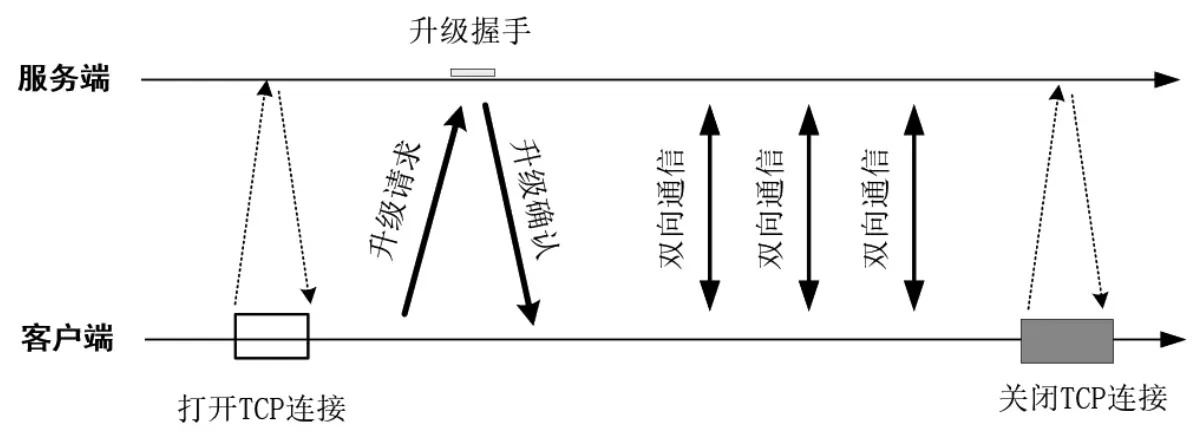 升级握手
服务端
升级请求
升级确认
双向通信
双向通信
双向通信
客户端
打开TCP连接
关闭TCP连接